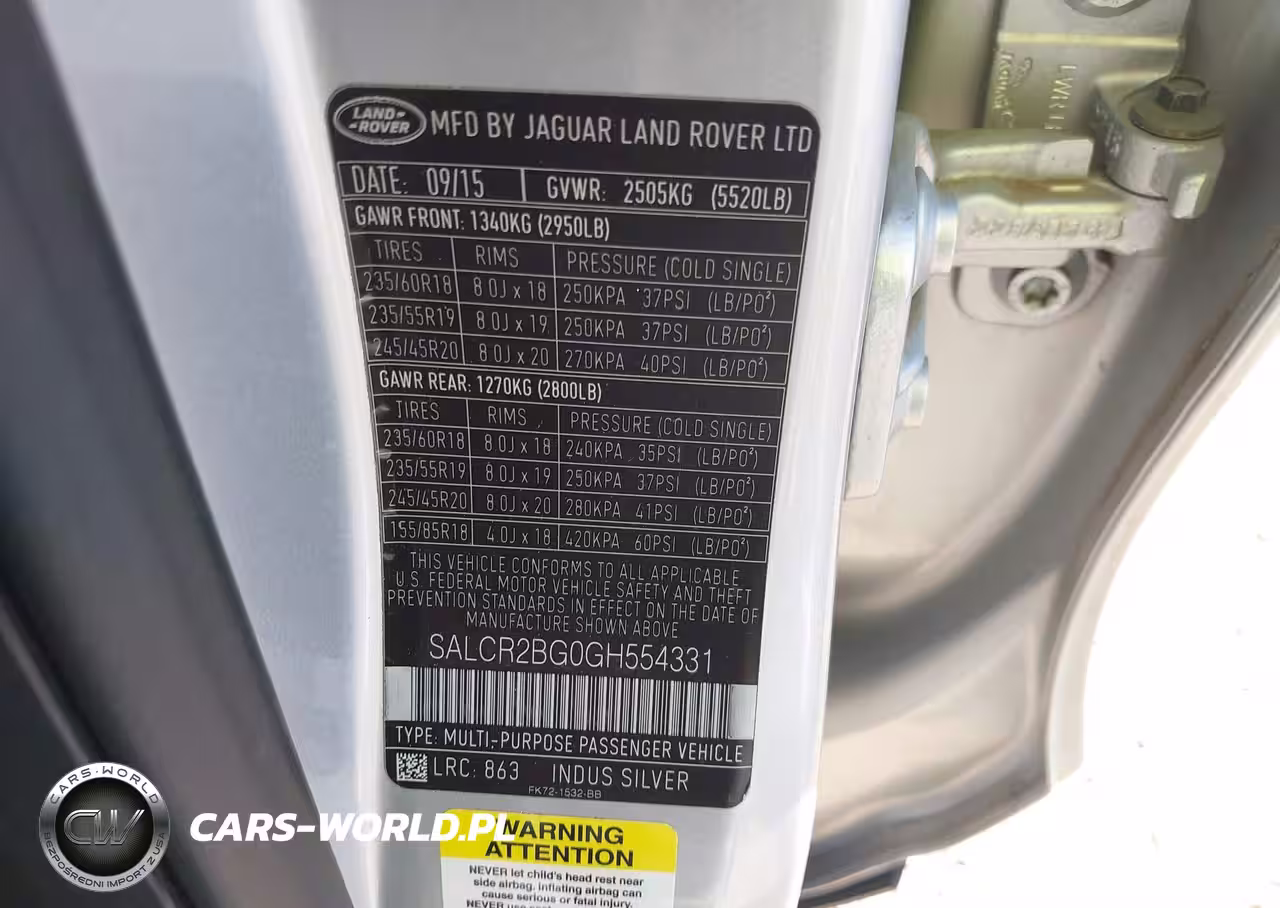 LAND-
-ROVER
MFD BY JAGUAR LAND ROVER LTD
DATE: 09/15 GVWR: 2505KG (5520LB)
GAWR FRONT: 1340KG (2950LB)
TIRES RIMS PRESSURE (COLD SINGLE)
235/60R18 8.0J x 18 250KPA 37PSI (LB/PO²)
235/55R19 8.0J x 19 250KPA 37PSI (LB/PO²)
245/45R20 8.0J x 20 270KPA 40PSI (LB/PO²)
GAWR REAR: 1270KG (2800LB)
TIRES RIMS PRESSURE (COLD SINGLE)
235/60R18 8.0J x 18 240KPA 35PSI (LB/PO²)
235/55R19 8.0J x 19 250KPA 37PSI (LB/PO²)
245/45R20 8.0J x 20 280KPA 41PSI (LB/PO²)
155/85R18 4.0J x 18 420KPA 60PSI (LB/PO²)
THIS VEHICLE CONFORMS TO ALL APPLICABLE
U.S. FEDERAL MOTOR VEHICLE SAFETY AND THEFT
PREVENTION STANDARDS IN EFFECT ON THE DATE OF
MANUFACTURE SHOWN ABOVE
SALCR2BG0GH554331
TYPE: MULTI-PURPOSE PASSENGER VEHICLE
LRC: 863 INDUS SILVER
FK72-1532-BB
WARNING
ATTENTION
NEVER let child's head rest near
side airbag, inflating airbag can
cause serious or fatal injury.
CARS-WORLD
CW
BEZPOŚREDNI IMPORT Z USA
CARS-WORLD.PL
JAGUAR